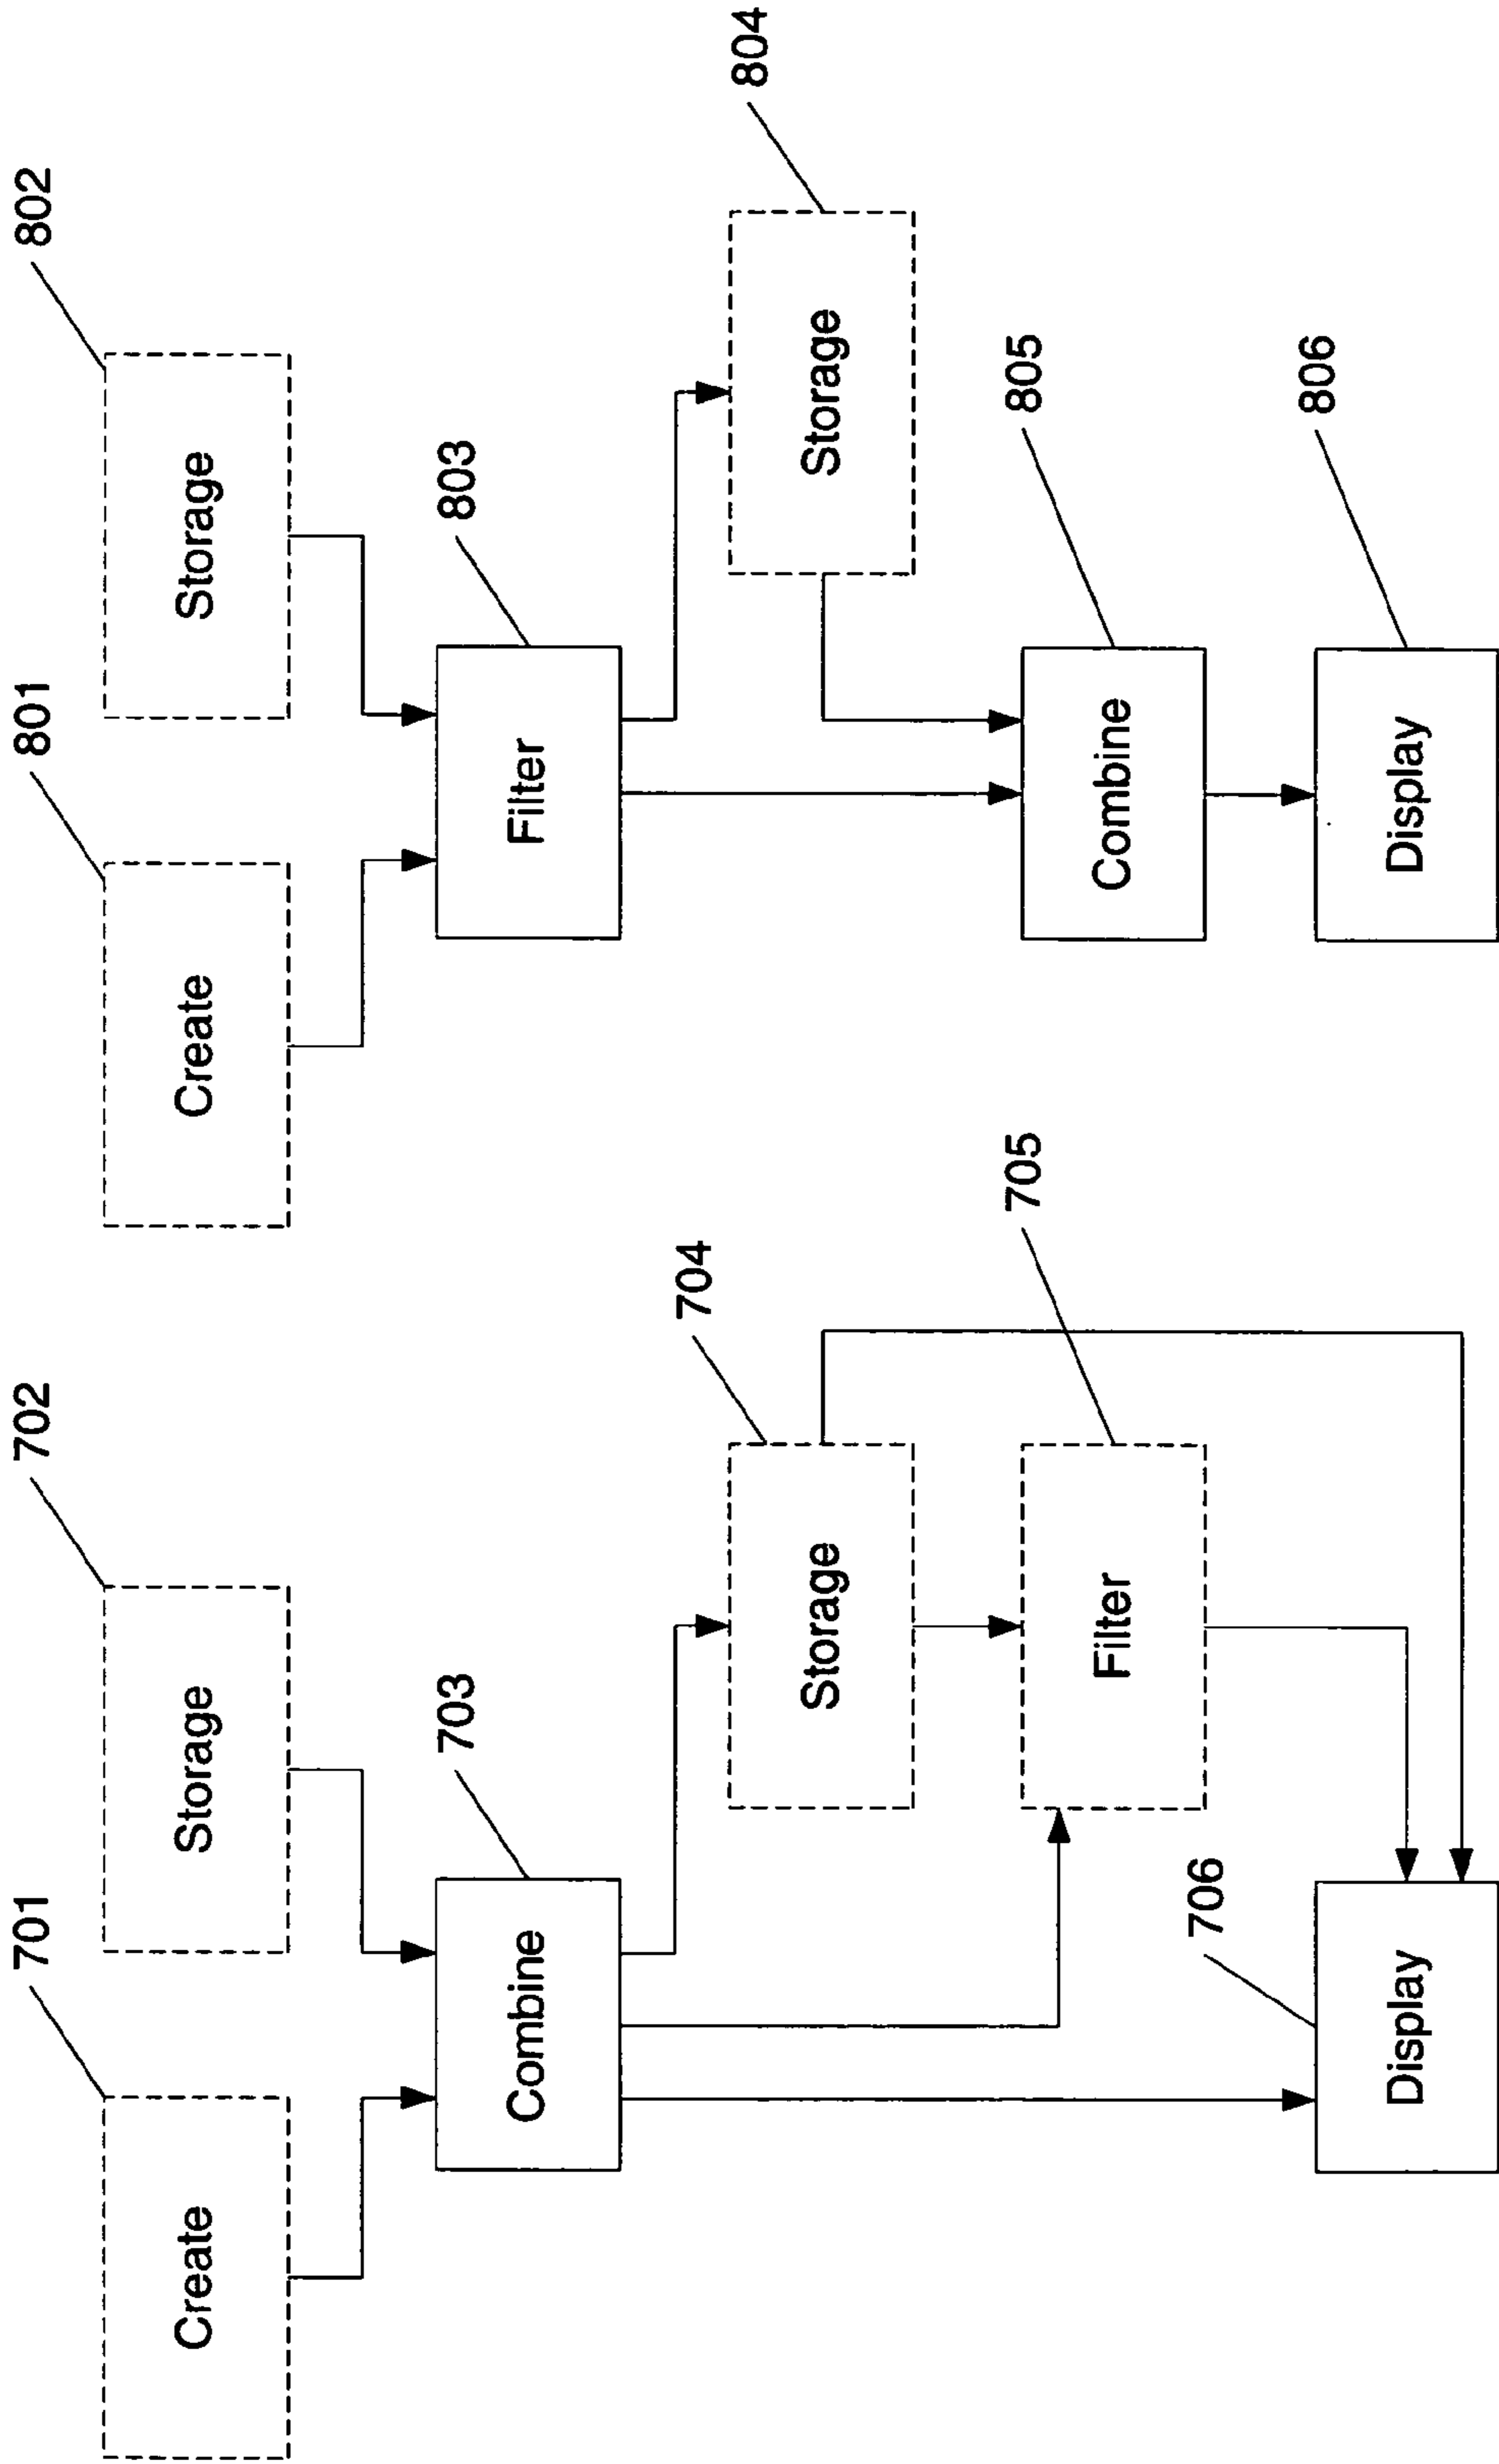 701
702
Create
Storage
703
Combine
704
Storage
705
Filter
706
Display
801
802
Create
Storage
803
Filter
804
Storage
805
Combine
806
Display